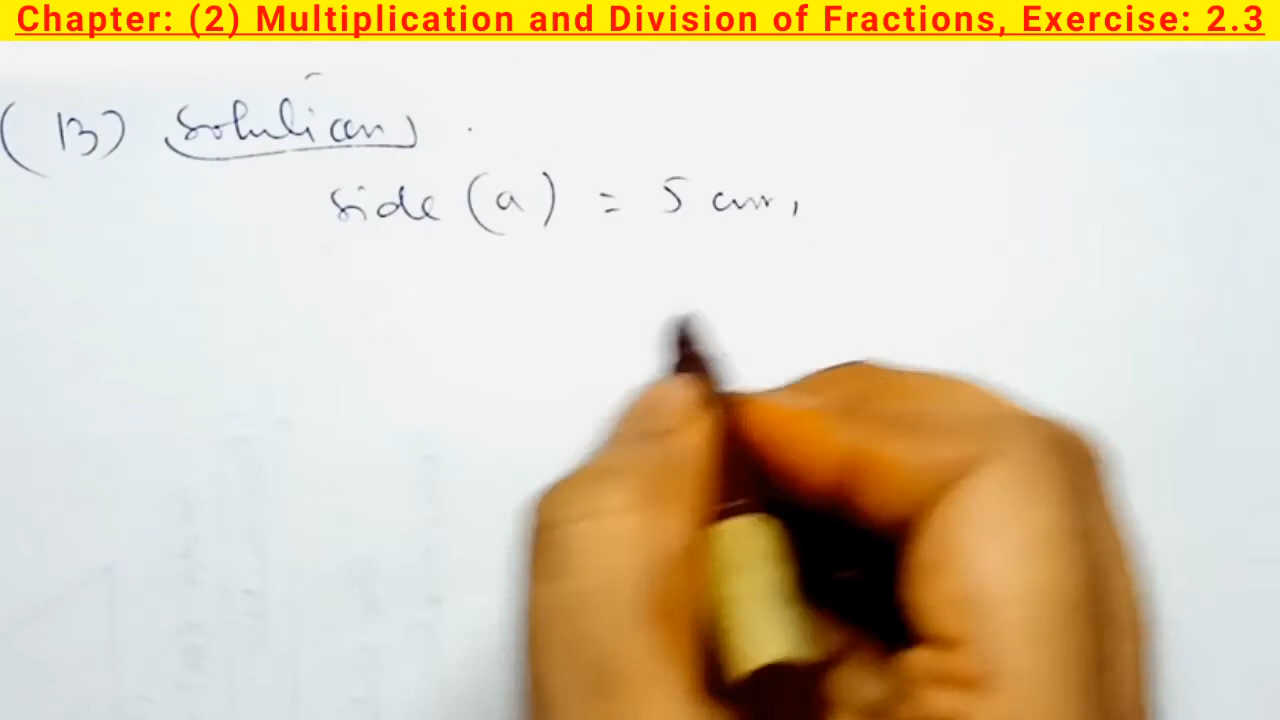 Chapter: (2) Multiplication and Division of Fractions, Exercise: 2.3
(13) Solution,
side (a) = 5 cm,